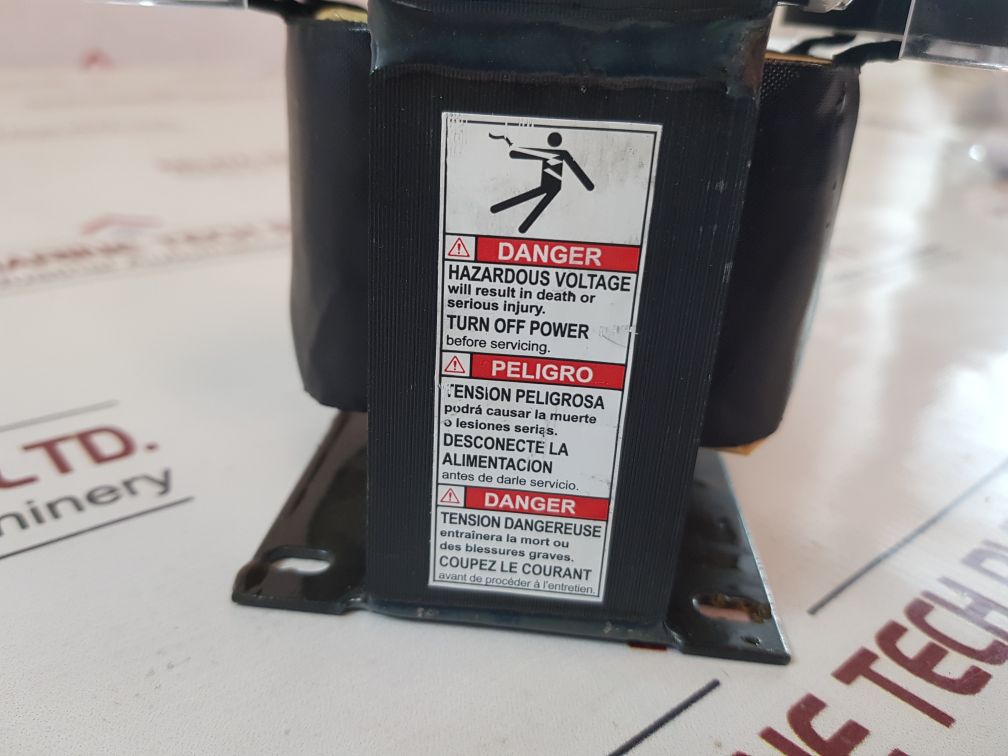 DANGER
HAZARDOUS VOLTAGE
will result in death or
serious injury.
TURN OFF POWER
before servicing.
PELIGRO
TENSION PELIGROSA
podrá causar la muerte
o lesiones serias.
DESCONECTE LA
ALIMENTACION
antes de darle servicio.
DANGER
TENSION DANGEREUSE
entraînera la mort ou
des blessures graves.
COUPEZ LE COURANT
avant de procéder à l'entretien.
LTD.
TECH